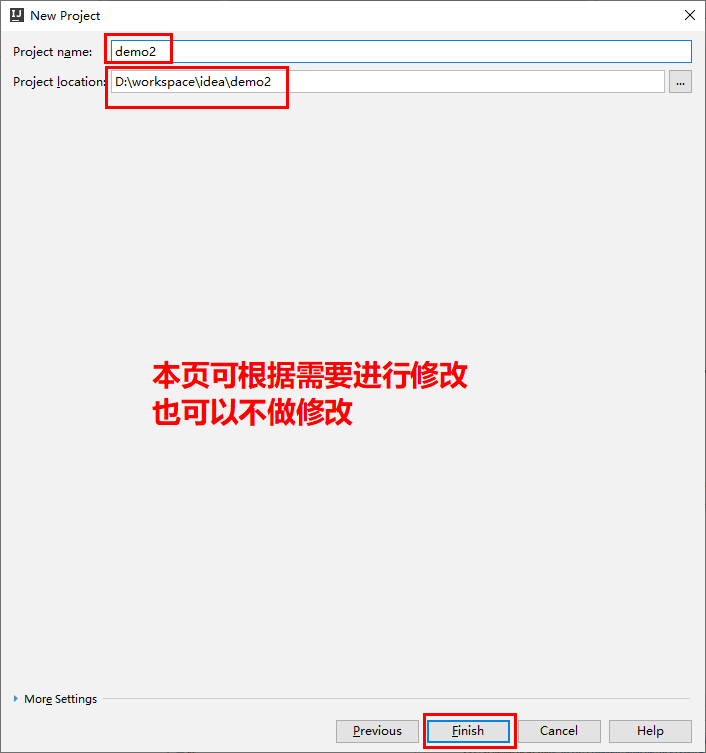 New Project
Project name: demo2
Project location: D:\workspace\idea\demo2 ...
本页可根据需要进行修改
也可以不做修改
More Settings
Previous Finish Cancel Help